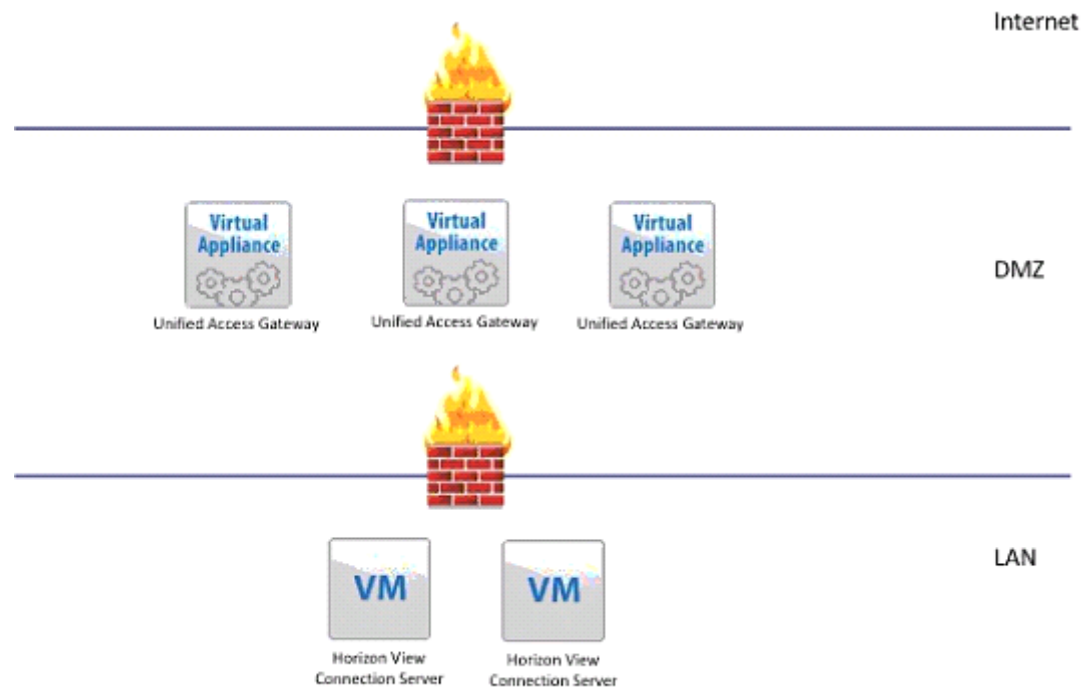 Internet
Virtual
Appliance
Unified Access Gateway
Virtual
Appliance
Unified Access Gateway
Virtual
Appliance
Unified Access Gateway
DMZ
VM
Horizon View
Connection Server
VM
Horizon View
Connection Server
LAN